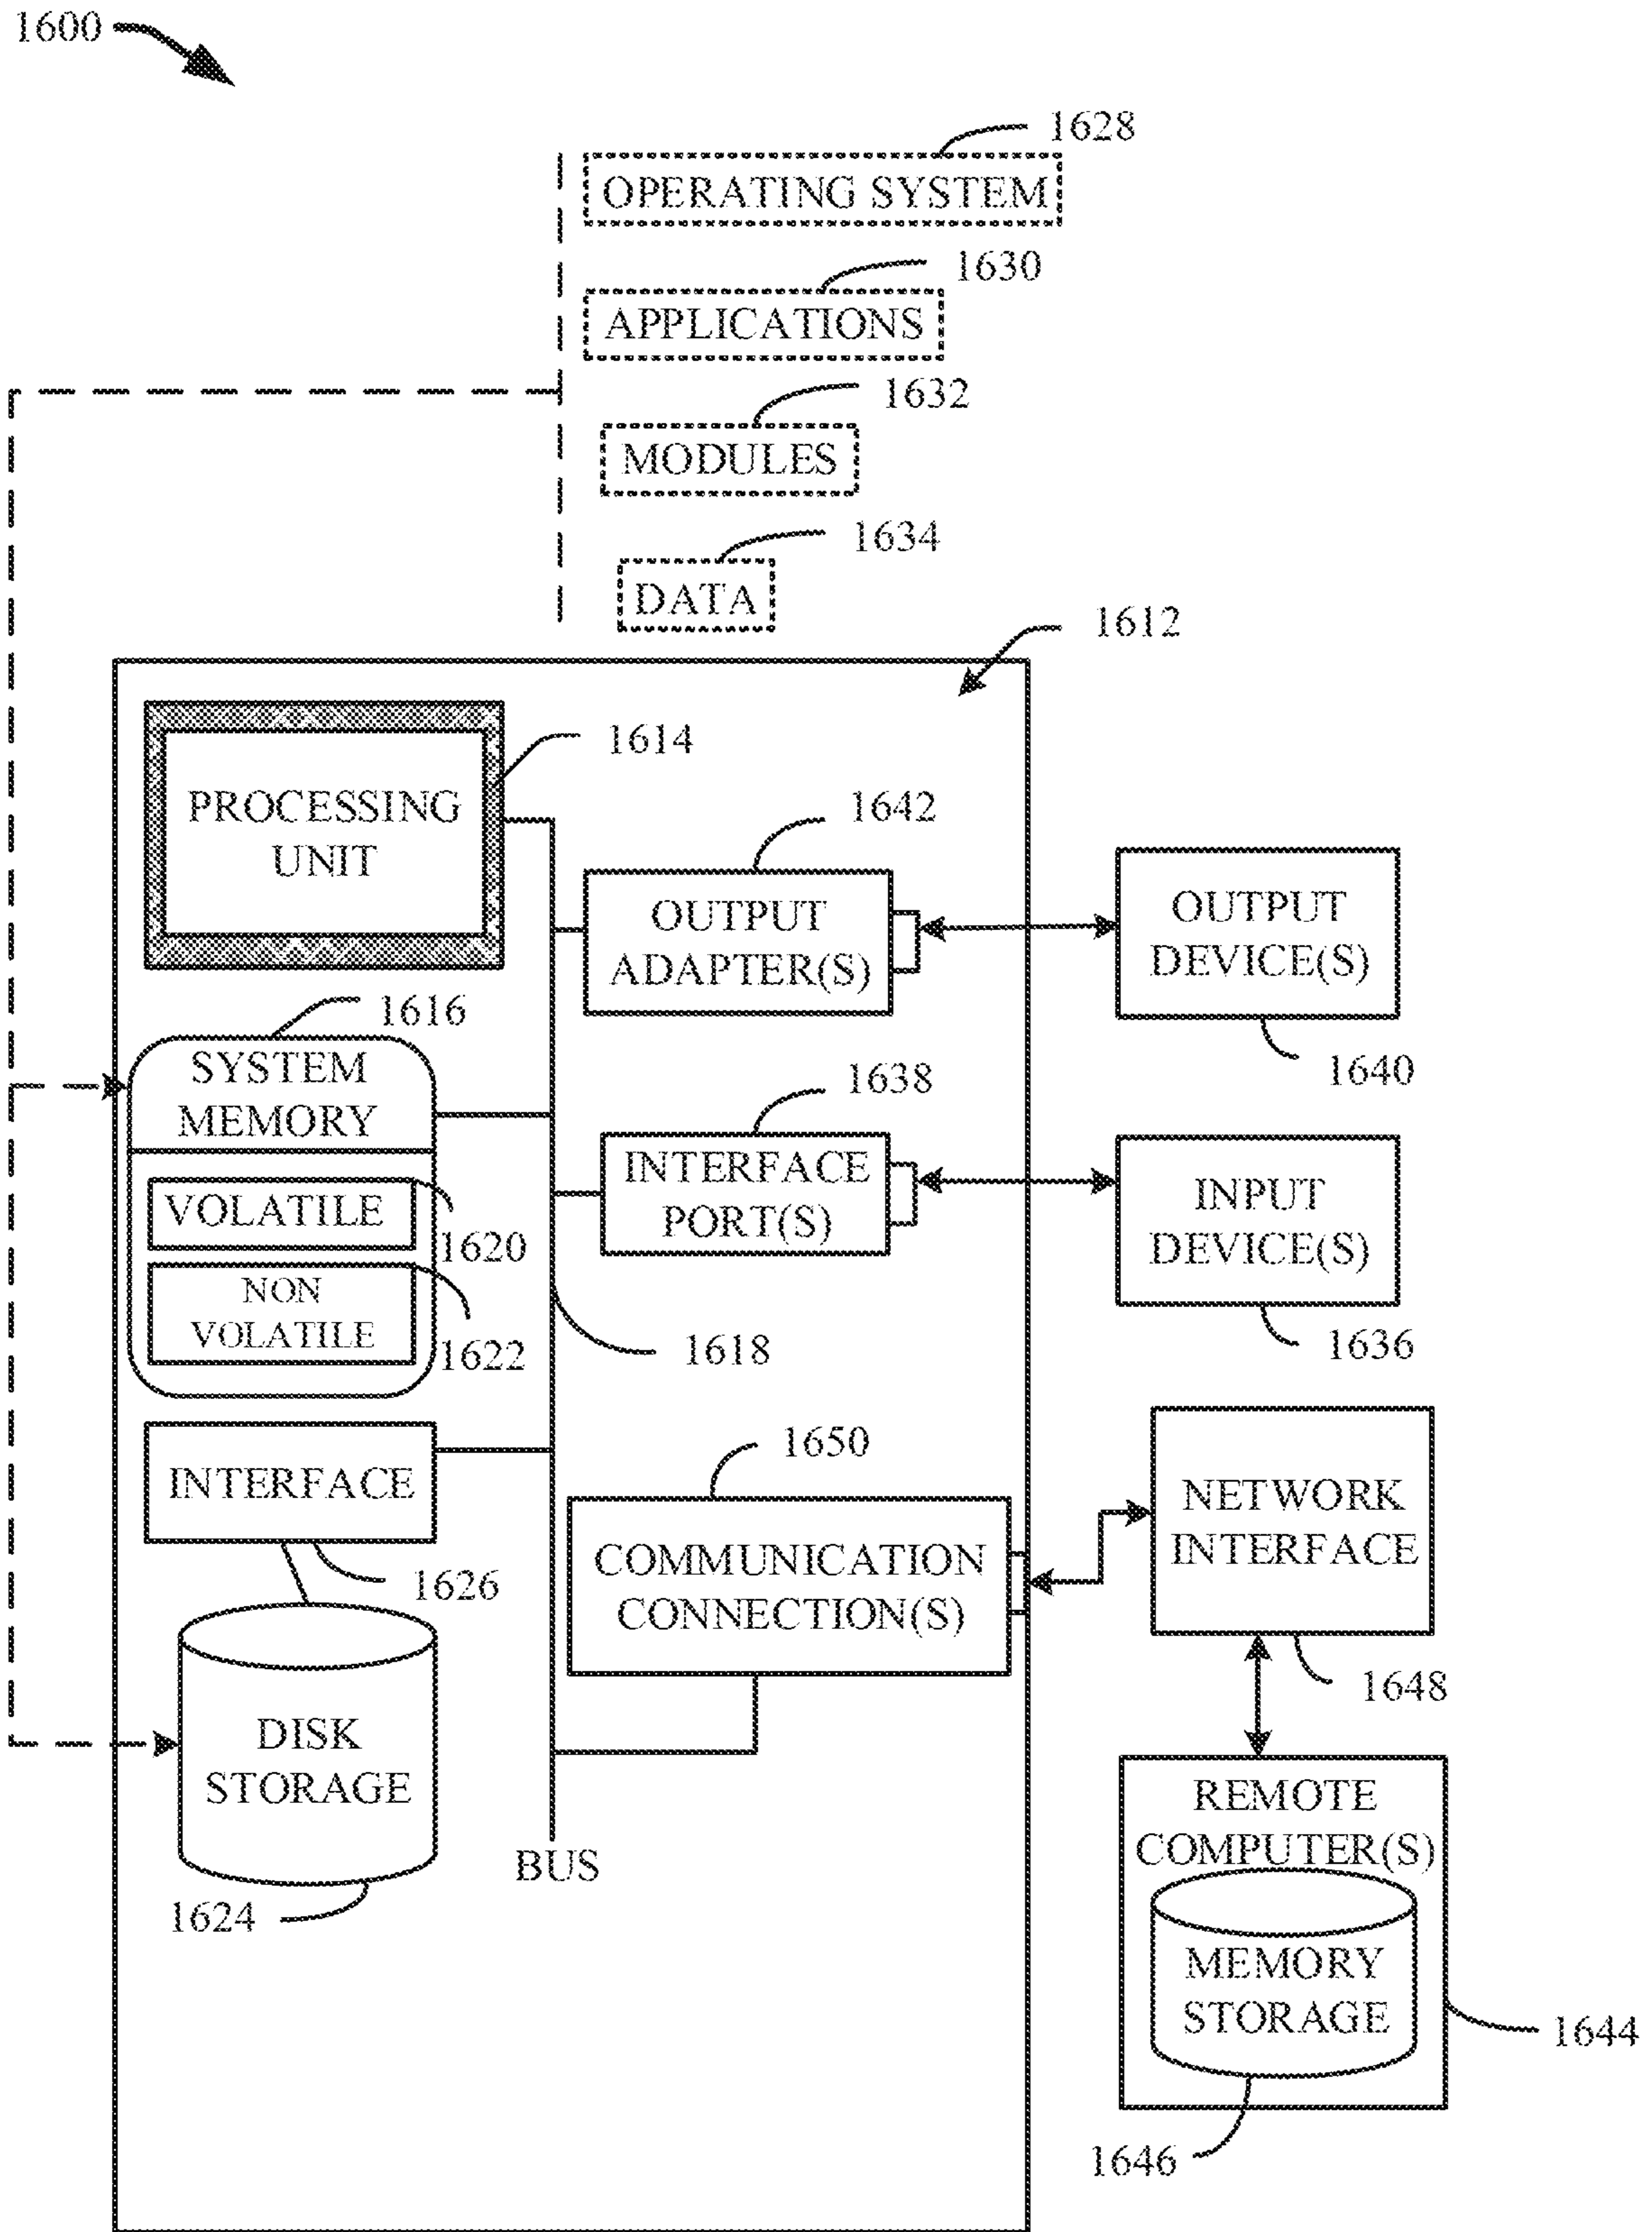 1600
1628
OPERATING SYSTEM
1630
APPLICATIONS
1632
MODULES
1634
DATA
1612
1614
PROCESSING
UNIT
1642
OUTPUT
ADAPTER(S)
OUTPUT
DEVICE(S)
1640
1616
SYSTEM
MEMORY
1638
INTERFACE
PORT(S)
INPUT
DEVICE(S)
1636
VOLATILE
1620
NON
VOLATILE
1622
1618
1650
INTERFACE
1626
COMMUNICATION
CONNECTION(S)
NETWORK
INTERFACE
1648
DISK
STORAGE
1624
BUS
REMOTE
COMPUTER(S)
MEMORY
STORAGE
1644
1646